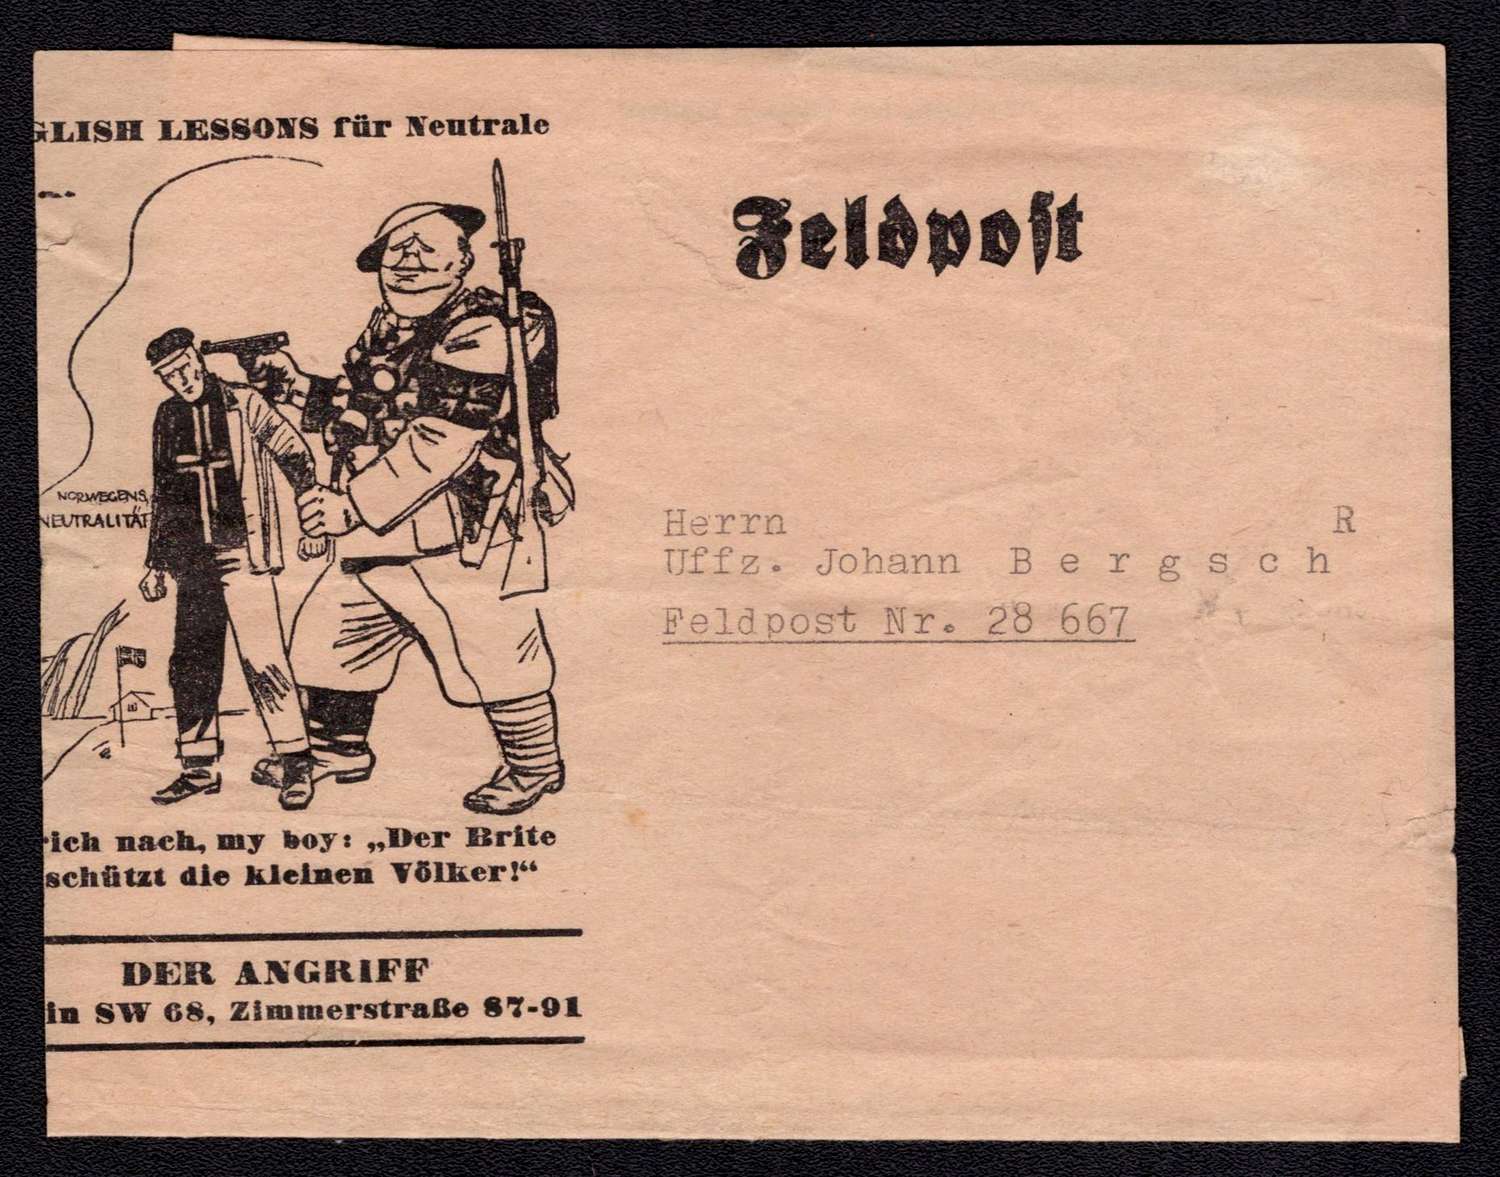 GLISH LESSONS für Neutrale
Feldpost
NORWEGENS
NEUTRALITÄT
Herrn R
Uffz. Johann Bergsch
Feldpost Nr. 28 667
rich nach, my boy: „Der Brite
schützt die kleinen Völker!“
DER ANGRIFF
in SW 68, Zimmerstraße 87-91